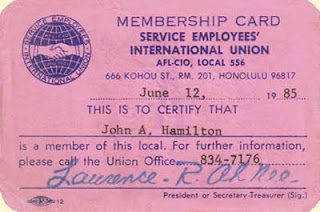 MEMBERSHIP CARD
SERVICE EMPLOYEES'
INTERNATIONAL UNION
AFL-CIO, LOCAL 556
666 KOHOU ST., RM. 201, HONOLULU 96817
SERVICE EMPLOYEES INTERNATIONAL UNION
June 12, 1985
THIS IS TO CERTIFY THAT
John A. Hamilton
is a member of this local. For further information,
please call the Union Office 834-7176
Lawrence R.
12
President or Secretary-Treasurer (Sig.)